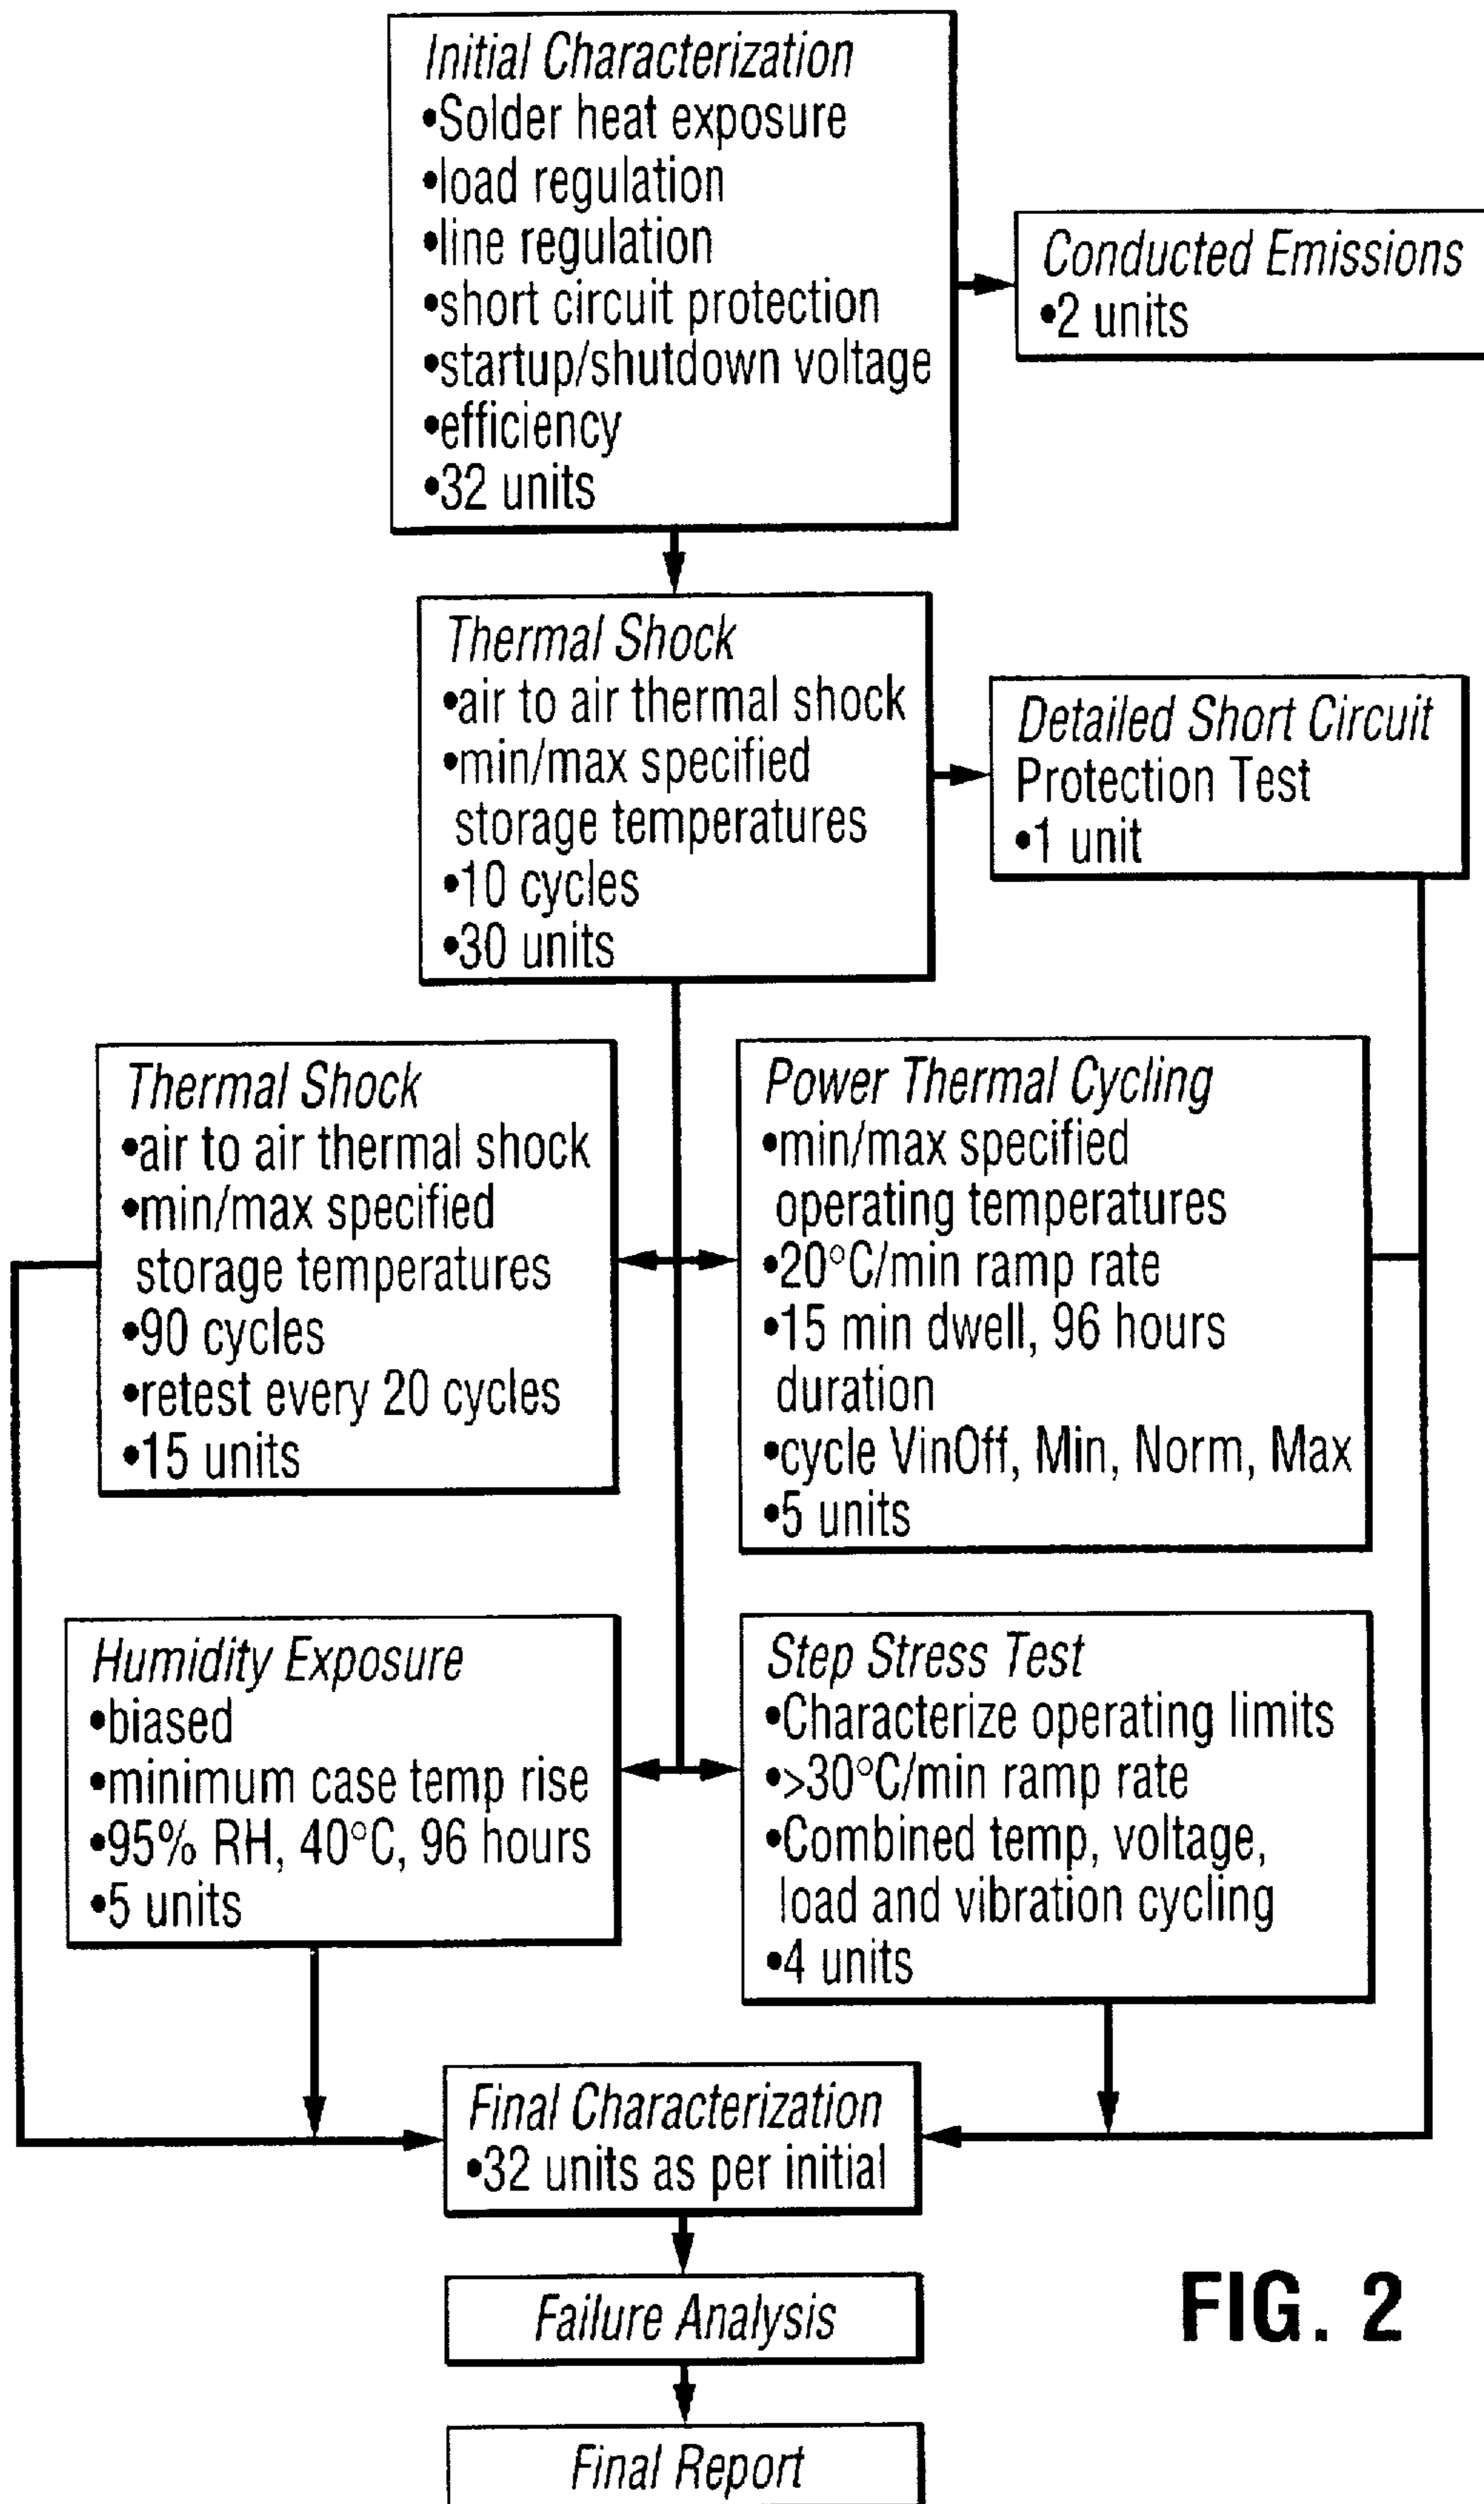 Initial Characterization
•Solder heat exposure
•load regulation
•line regulation
•short circuit protection
•startup/shutdown voltage
•efficiency
•32 units
Conducted Emissions
•2 units
Thermal Shock
•air to air thermal shock
•min/max specified
storage temperatures
•10 cycles
•30 units
Detailed Short Circuit
Protection Test
•1 unit
Thermal Shock
•air to air thermal shock
•min/max specified
storage temperatures
•90 cycles
•retest every 20 cycles
•15 units
Power Thermal Cycling
•min/max specified
operating temperatures
•20°C/min ramp rate
•15 min dwell, 96 hours
duration
•cycle VinOff, Min, Norm, Max
•5 units
Humidity Exposure
•biased
•minimum case temp rise
•95% RH, 40°C, 96 hours
•5 units
Step Stress Test
•Characterize operating limits
•>30°C/min ramp rate
•Combined temp, voltage,
load and vibration cycling
•4 units
Final Characterization
•32 units as per initial
Failure Analysis
Final Report
FIG. 2